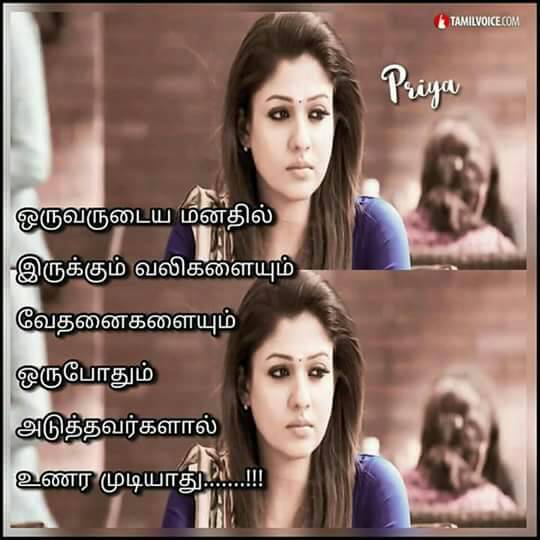 TAMILVOICE.COM
Priya
ஒருவருடைய மனதில்
இருக்கும் வலிகளையும்
வேதனைகளையும்
ஒருபோதும்
அடுத்தவர்களால்
உணர முடியாது.......!!!